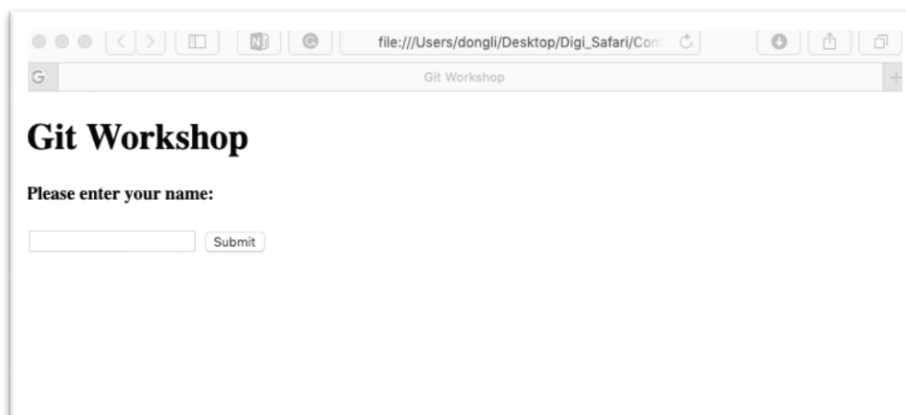 file:///Users/dongli/Desktop/Digi_Safari/Con
Git Workshop
Git Workshop
Please enter your name:
Submit